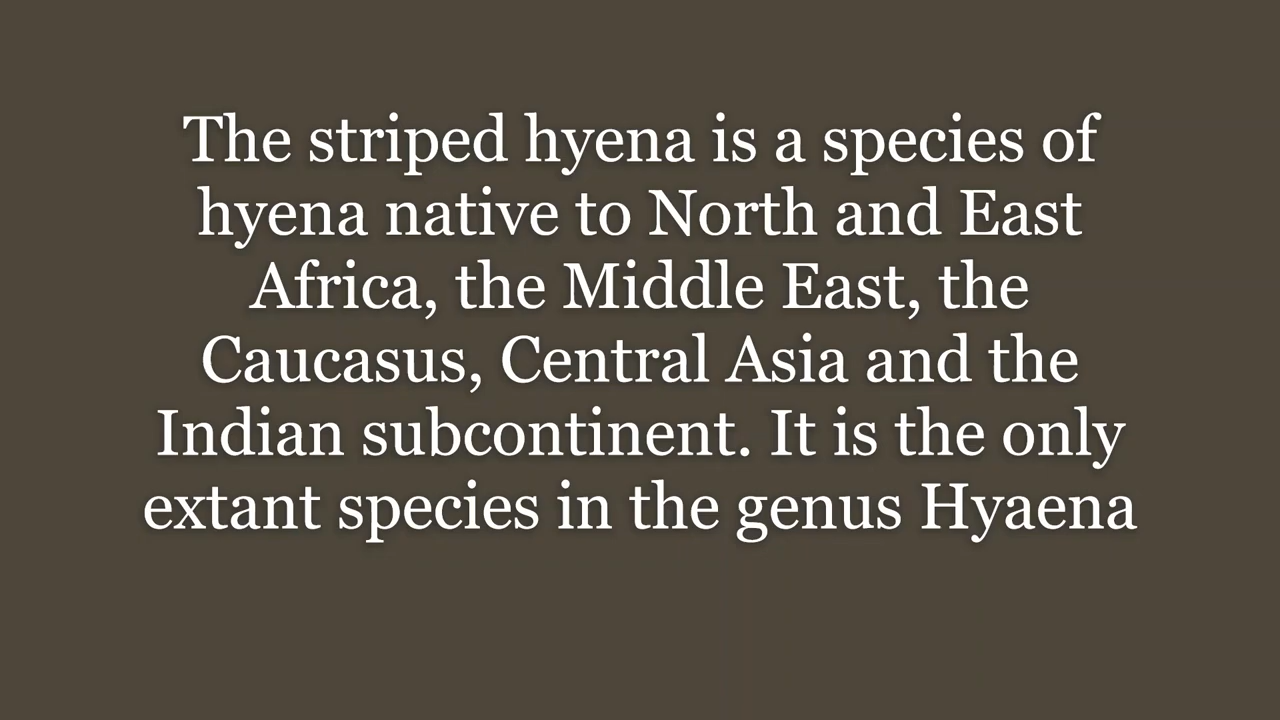 The striped hyena is a species of
hyena native to North and East
Africa, the Middle East, the
Caucasus, Central Asia and the
Indian subcontinent. It is the only
extant species in the genus Hyaena